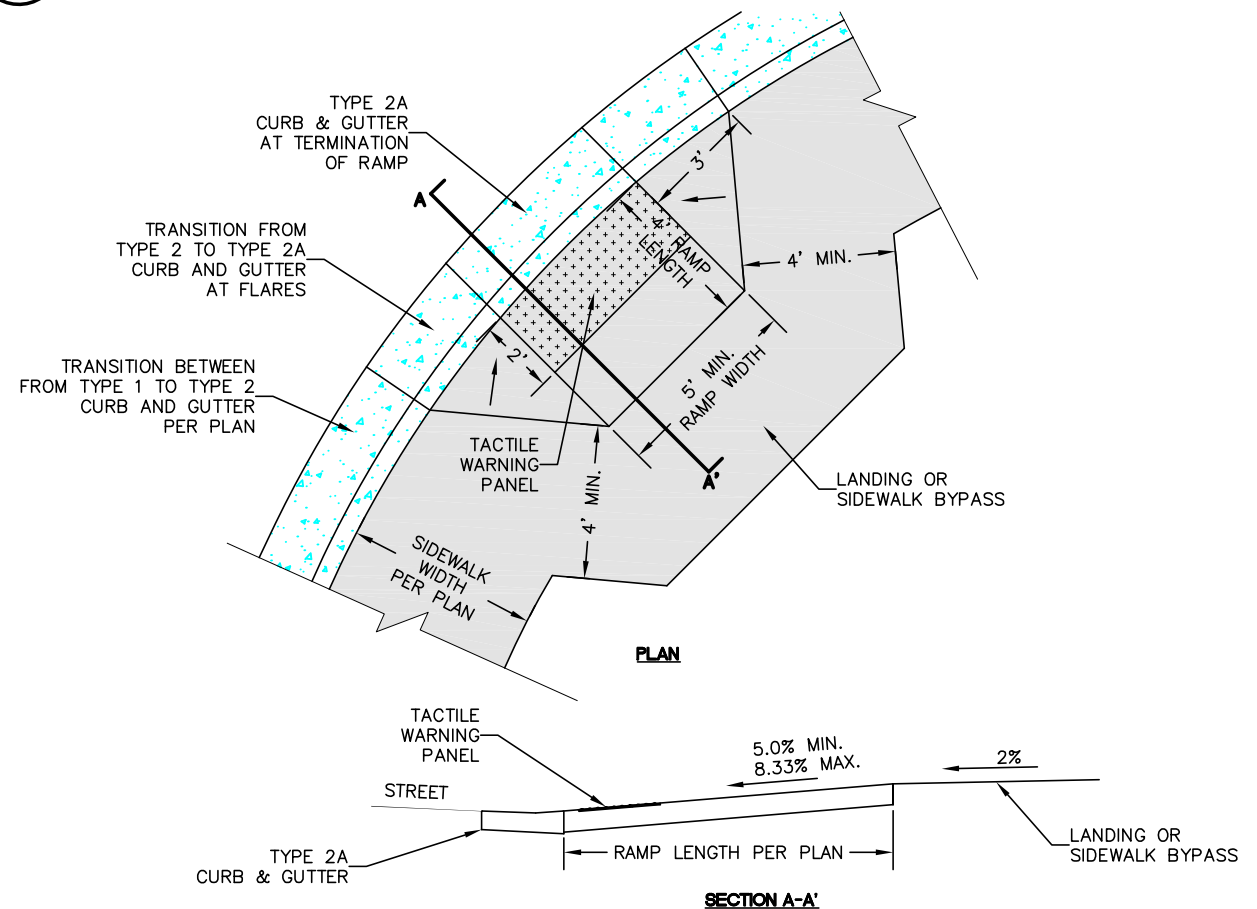 TYPE 2A
CURB & GUTTER
AT TERMINATION
OF RAMP
A
3'
TRANSITION FROM
TYPE 2 TO TYPE 2A
CURB AND GUTTER
AT FLARES
4' RAMP
LENGTH
4' MIN.
TRANSITION BETWEEN
FROM TYPE 1 TO TYPE 2
CURB AND GUTTER
PER PLAN
2'
5' MIN.
RAMP WIDTH
TACTILE
WARNING
PANEL
A'
4' MIN.
LANDING OR
SIDEWALK BYPASS
SIDEWALK
WIDTH
PER PLAN
PLAN
TACTILE
WARNING
PANEL
5.0% MIN.
8.33% MAX.
2%
STREET
TYPE 2A
CURB & GUTTER
RAMP LENGTH PER PLAN
LANDING OR
SIDEWALK BYPASS
SECTION A-A'